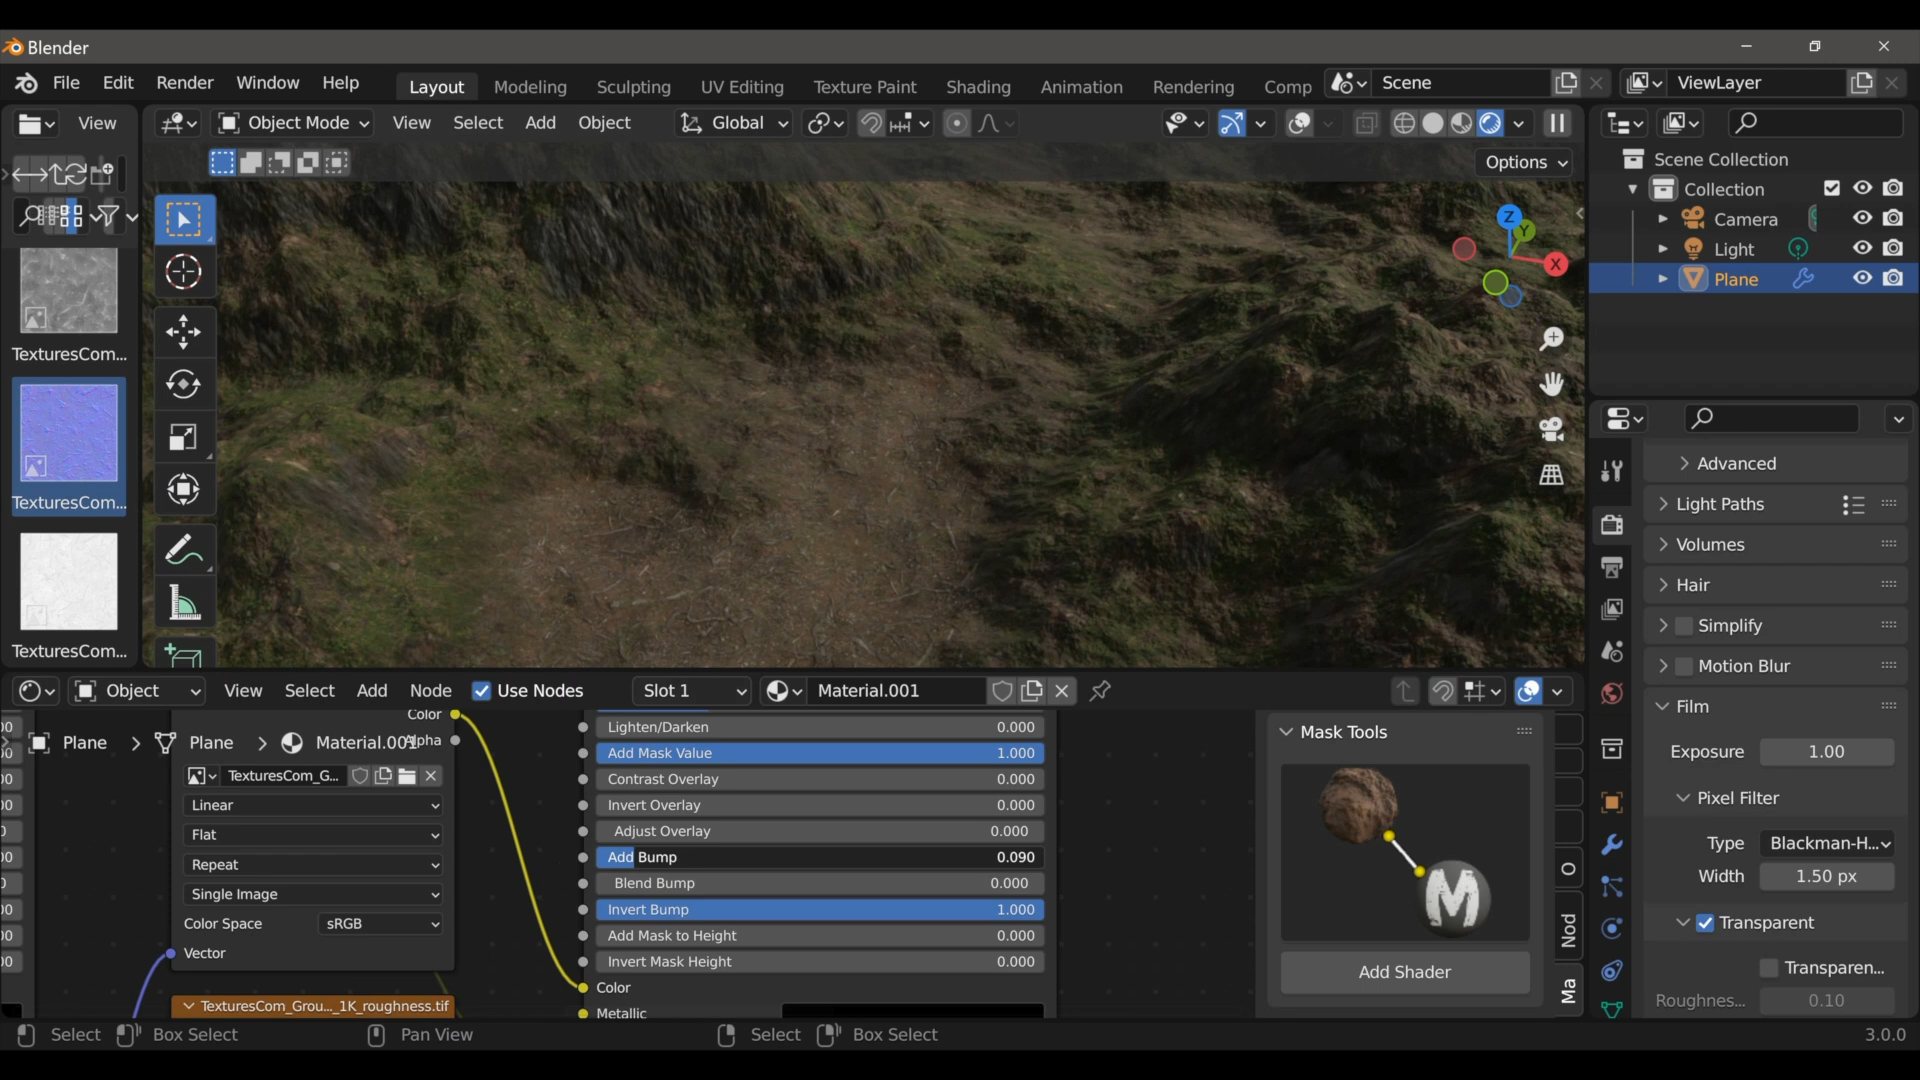 Blender
File Edit Render Window Help
Layout Modeling Sculpting UV Editing Texture Paint Shading Animation Rendering Comp
Scene
ViewLayer
View
Object Mode View Select Add Object
Global
Options
Z
Y
X
TexturesCom...
TexturesCom...
TexturesCom...
Scene Collection
Collection
Camera
Light
Plane
Advanced
Light Paths
Volumes
Hair
Simplify
Motion Blur
Film
Exposure 1.00
Pixel Filter
Type Blackman-H...
Width 1.50 px
Transparent
Transparen...
Roughnes... 0.10
Object View Select Add Node Use Nodes Slot 1 Material.001
Plane Plane Material.001
Color
Alpha
TexturesCom_G...
Linear
Flat
Repeat
Single Image
Color Space sRGB
Vector
TexturesCom_Grou..._1K_roughness.tif
Lighten/Darken 0.000
Add Mask Value 1.000
Contrast Overlay 0.000
Invert Overlay 0.000
Adjust Overlay 0.000
Add Bump 0.090
Blend Bump 0.000
Invert Bump 1.000
Add Mask to Height 0.000
Invert Mask Height 0.000
Color
Metallic
Mask Tools
M
Add Shader
O
Nod
Ma
Select Box Select Pan View Select Box Select 3.0.0